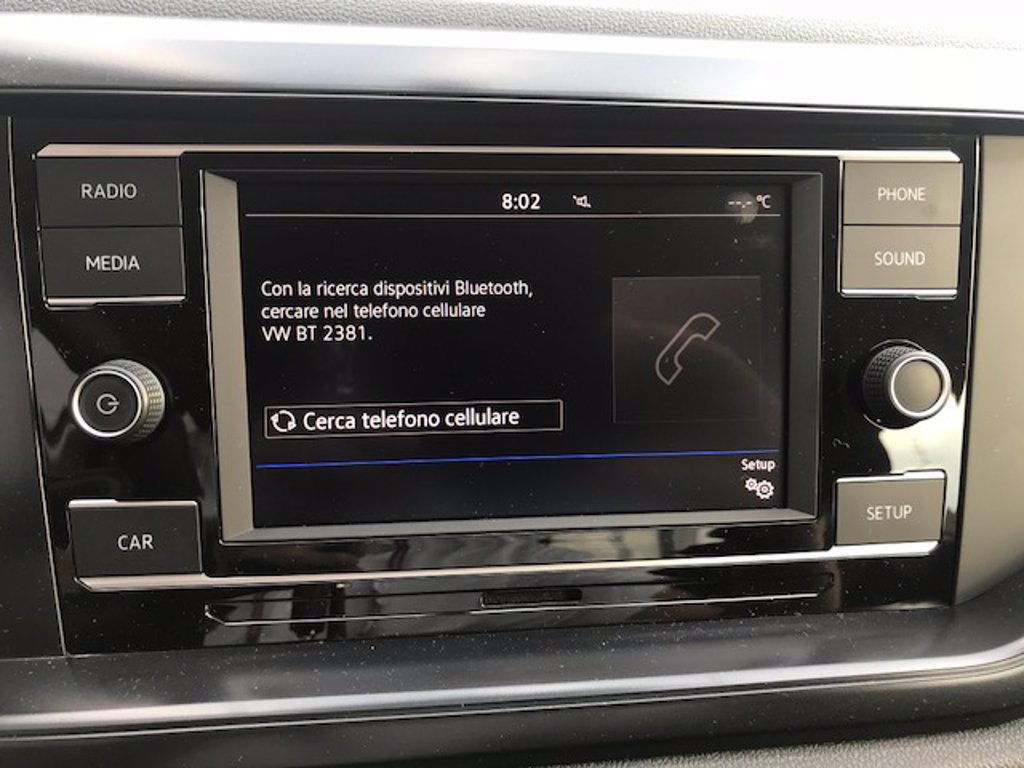 RADIO
MEDIA
CAR
8:02
--,- °C
Con la ricerca dispositivi Bluetooth,
cercare nel telefono cellulare
VW BT 2381.
Cerca telefono cellulare
Setup
PHONE
SOUND
SETUP